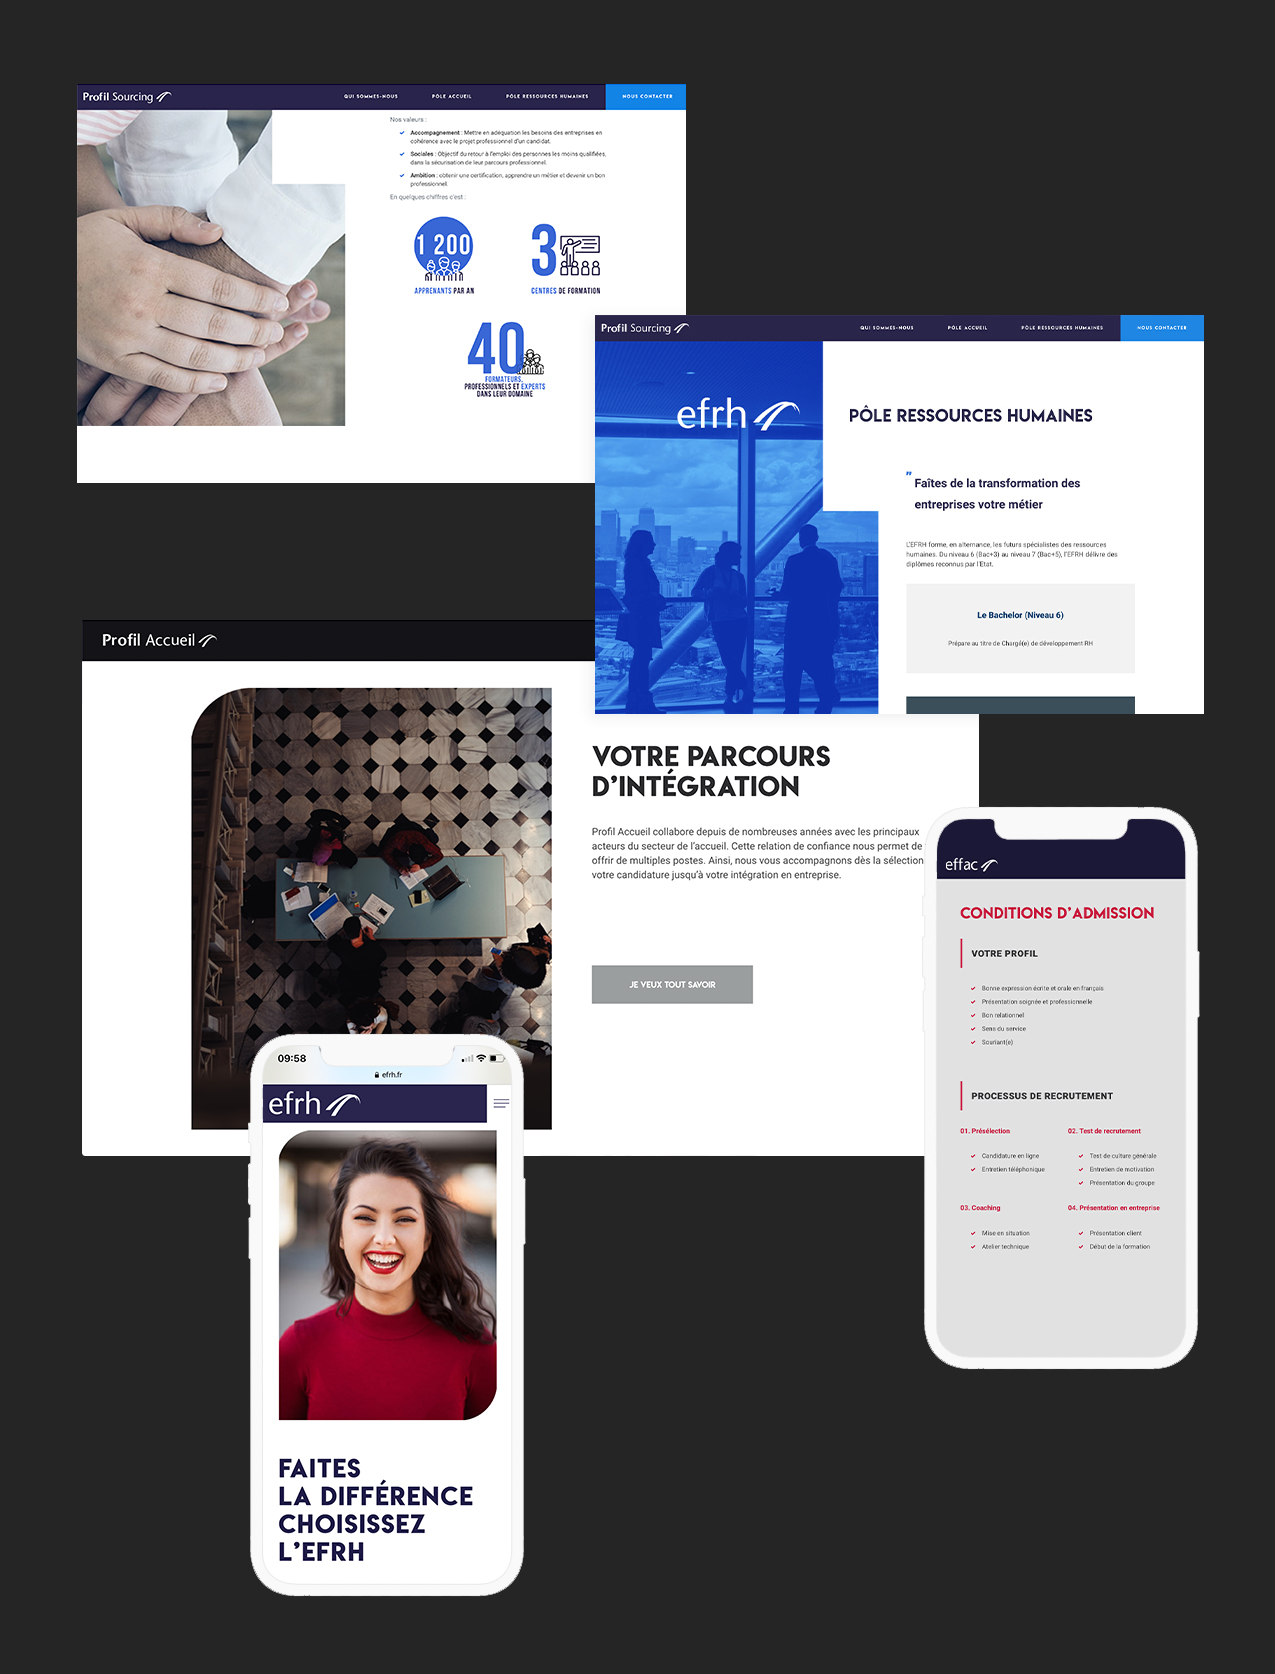 Profil Sourcing
QUI SOMMES-NOUS
PÔLE ACCUEIL
PÔLE RESSOURCES HUMAINES
NOUS CONTACTER
Nos valeurs :
Accompagnement : Mettre en adéquation les besoins des entreprises en
cohérence avec le projet professionnel d'un candidat.
Sociales : Objectif du retour à l'emploi des personnes les moins qualifiées,
dans la sécurisation de leur parcours professionnel.
Ambition : obtenir une certification, apprendre un métier et devenir un bon
professionnel.
En quelques chiffres c'est :
1 200
APPRENANTS PAR AN
3
CENTRES DE FORMATION
40
FORMATEURS,
PROFESSIONNELS ET EXPERTS
DANS LEUR DOMAINE
Profil Sourcing
QUI SOMMES-NOUS
PÔLE ACCUEIL
PÔLE RESSOURCES HUMAINES
NOUS CONTACTER
efrh
PÔLE RESSOURCES HUMAINES
" Faîtes de la transformation des
entreprises votre métier
L'EFRH forme, en alternance, les futurs spécialistes des ressources
humaines. Du niveau 6 (Bac+3) au niveau 7 (Bac+5), l'EFRH délivre des
diplômes reconnus par l'Etat.
Le Bachelor (Niveau 6)
Prépare au titre de Chargé(e) de développement RH
Profil Accueil
VOTRE PARCOURS
D'INTÉGRATION
Profil Accueil collabore depuis de nombreuses années avec les principaux
acteurs du secteur de l'accueil. Cette relation de confiance nous permet de
offrir de multiples postes. Ainsi, nous vous accompagnons dès la sélection
votre candidature jusqu'à votre intégration en entreprise.
JE VEUX TOUT SAVOIR
effac
CONDITIONS D'ADMISSION
VOTRE PROFIL
Bonne expression écrite et orale en français
Présentation soignée et professionnelle
Bon relationnel
Sens du service
Souriant(e)
PROCESSUS DE RECRUTEMENT
01. Présélection
Candidature en ligne
Entretien téléphonique
02. Test de recrutement
Test de culture générale
Entretien de motivation
Présentation du groupe
03. Coaching
Mise en situation
Atelier technique
04. Présentation en entreprise
Présentation client
Début de la formation
09:58
efrh.fr
efrh
FAITES
LA DIFFÉRENCE
CHOISISSEZ
L'EFRH